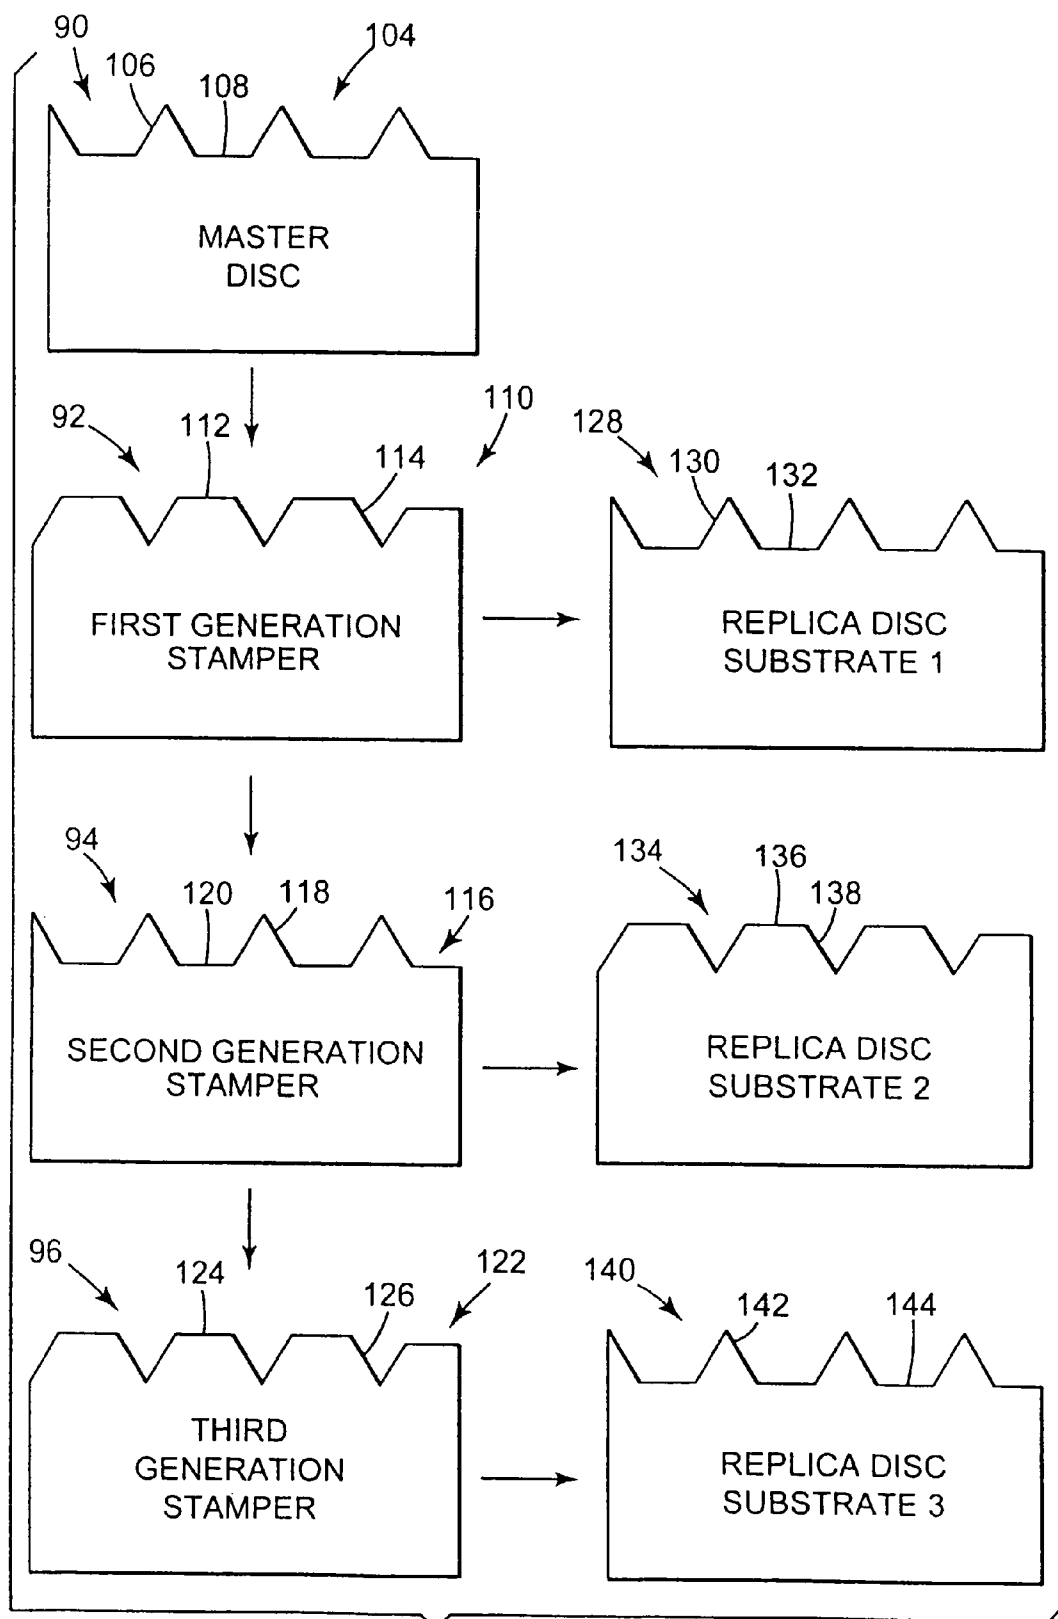 90
104
106
108
MASTER
DISC
92
112
110
114
128
130
132
FIRST GENERATION
STAMPER
REPLICA DISC
SUBSTRATE 1
94
120
118
116
134
136
138
SECOND GENERATION
STAMPER
REPLICA DISC
SUBSTRATE 2
96
124
126
122
140
142
144
THIRD
GENERATION
STAMPER
REPLICA DISC
SUBSTRATE 3